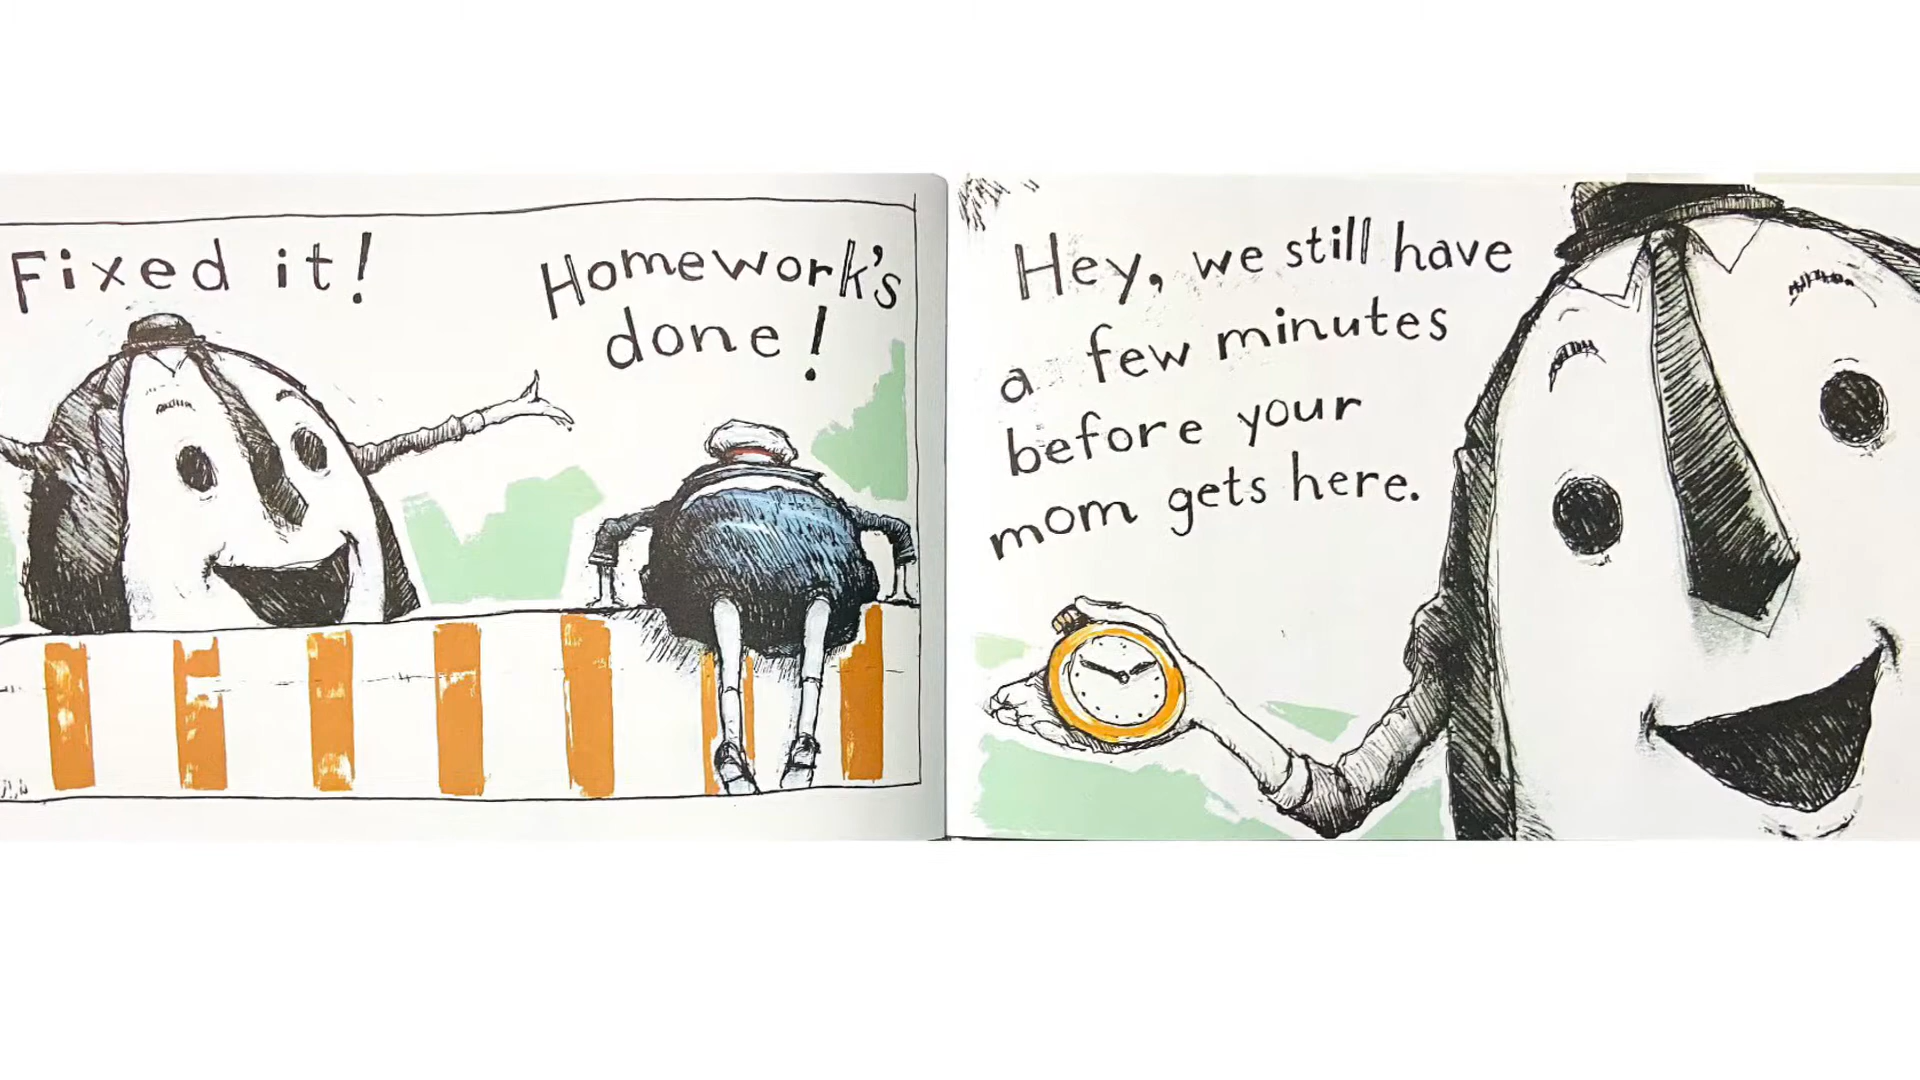 Fixed it!
Homework's
done!
Hey, we still have
a few minutes
before your
mom gets here.